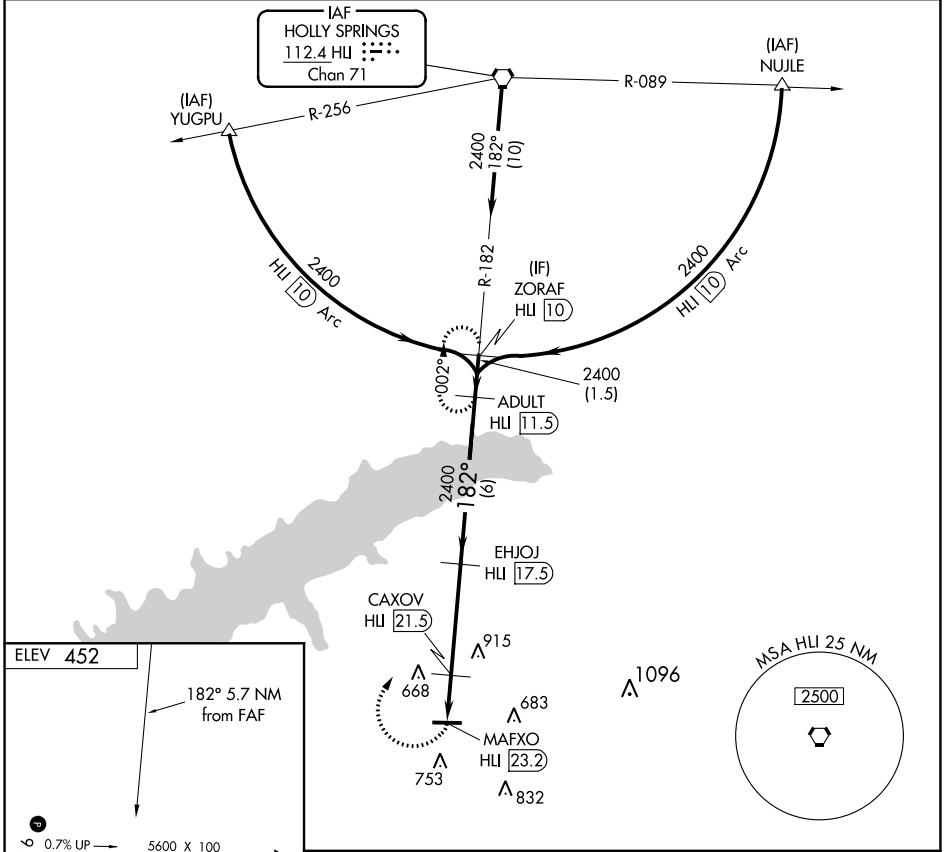 IAF
HOLLY SPRINGS
112.4 HLI
Chan 71
(IAF)
NUJLE
R-089
(IAF)
YUGPU
R-256
2400
182°
(10)
R-182
2400
HLI 10 Arc
2400
HLI 10 Arc
(IF)
ZORAF
HLI 10
2400
(1.5)
002°
ADULT
HLI 11.5
2400
182°
(6)
EHJOJ
HLI 17.5
CAXOV
HLI 21.5
915
668
1096
683
MAFXO
HLI 23.2
753
832
MSA HLI 25 NM
2500
ELEV 452
182° 5.7 NM
from FAF
P
9
0.7% UP
5600 X 100